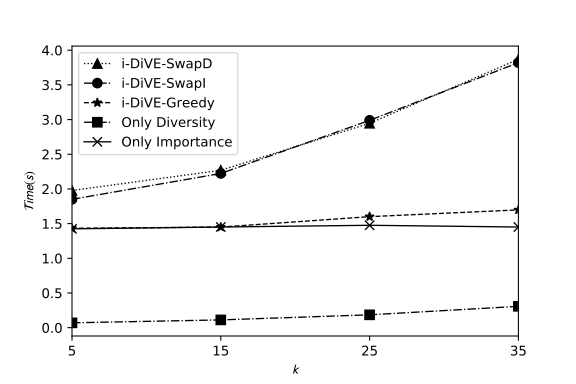 4.0
3.5
3.0
2.5
2.0
1.5
1.0
0.5
0.0
Time(s)
i-DiVE-SwapD
i-DiVE-SwapI
i-DiVE-Greedy
Only Diversity
Only Importance
5 15 25 35
k